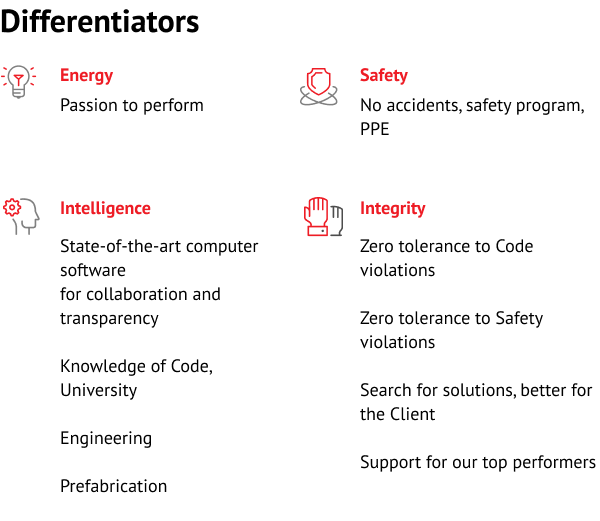 Differentiators
Energy
Passion to perform
Safety
No accidents, safety program,
PPE
Intelligence
State-of-the-art computer
software
for collaboration and
transparency
Knowledge of Code,
University
Engineering
Prefabrication
Integrity
Zero tolerance to Code
violations
Zero tolerance to Safety
violations
Search for solutions, better for
the Client
Support for our top performers